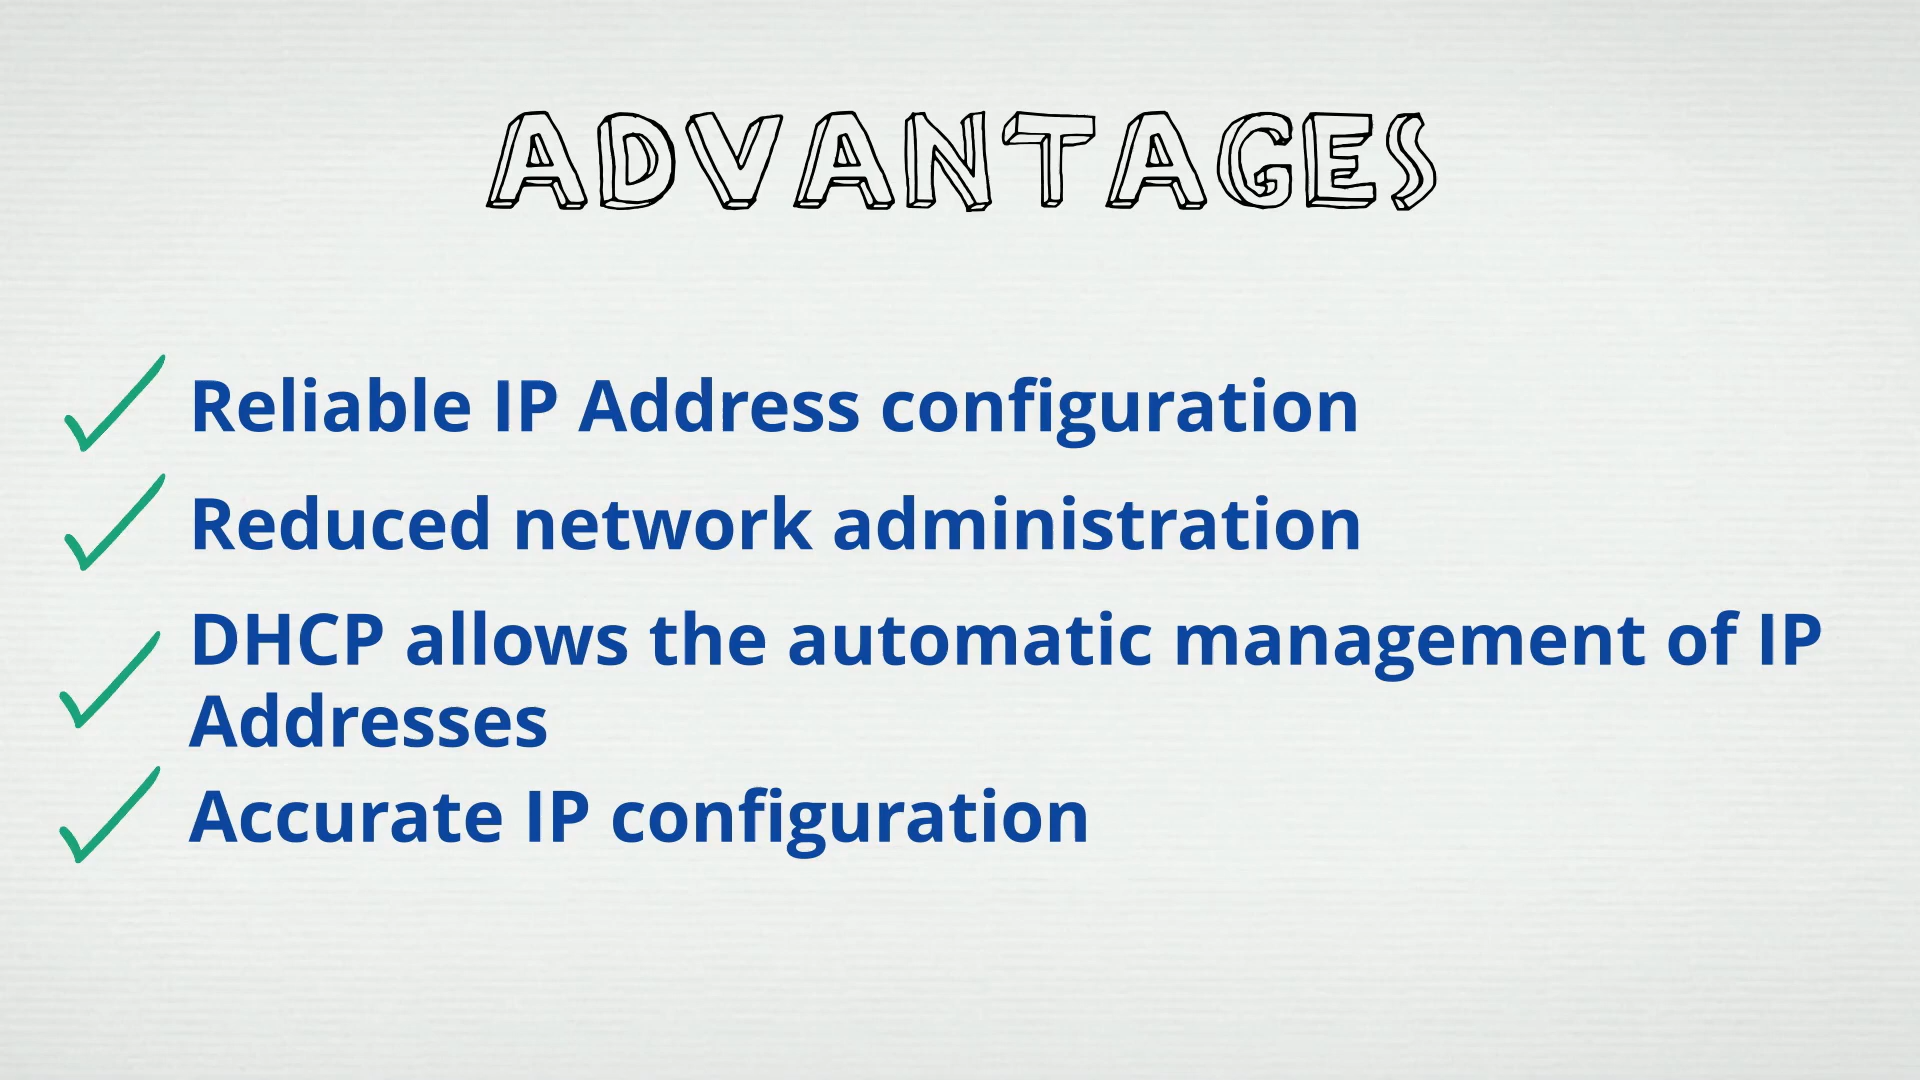 ADVANTAGES
Reliable IP Address configuration
Reduced network administration
DHCP allows the automatic management of IP
Addresses
Accurate IP configuration